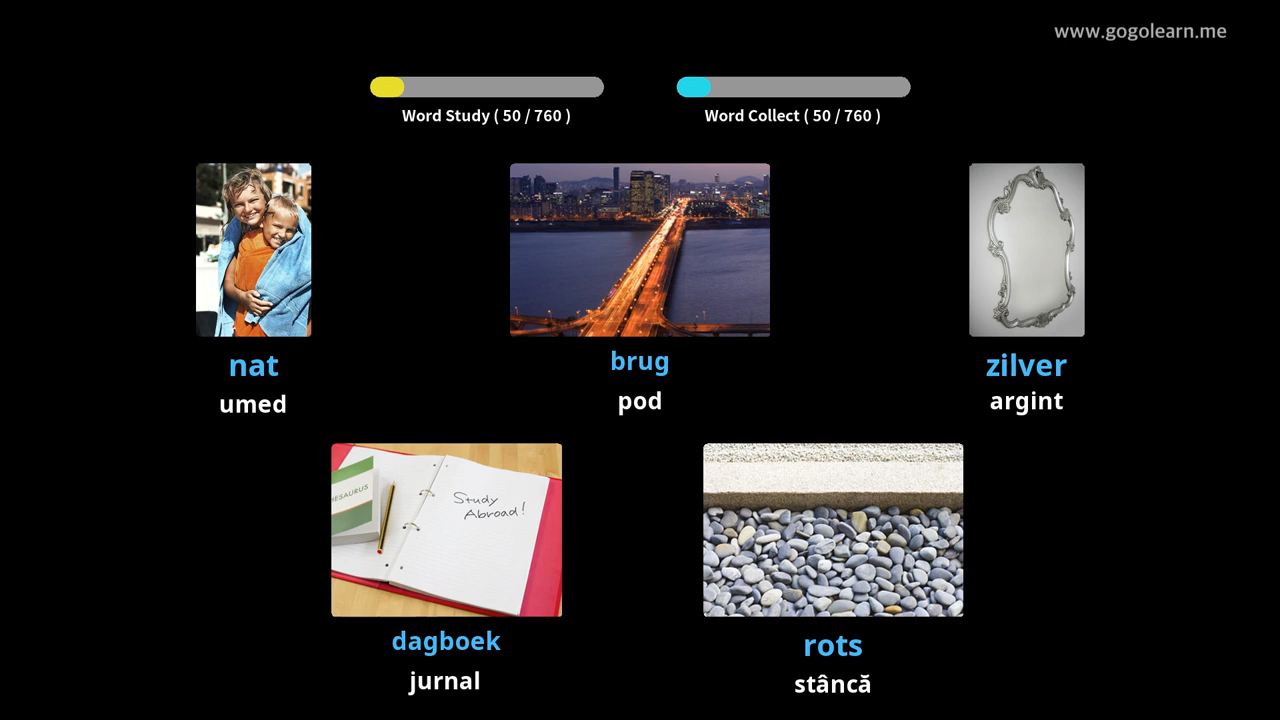 www.gogolearn.me
Word Study ( 50 / 760 )
Word Collect ( 50 / 760 )
nat
umed
brug
pod
zilver
argint
HESAURUS
Study
Abroad!
dagboek
jurnal
rots
stâncă